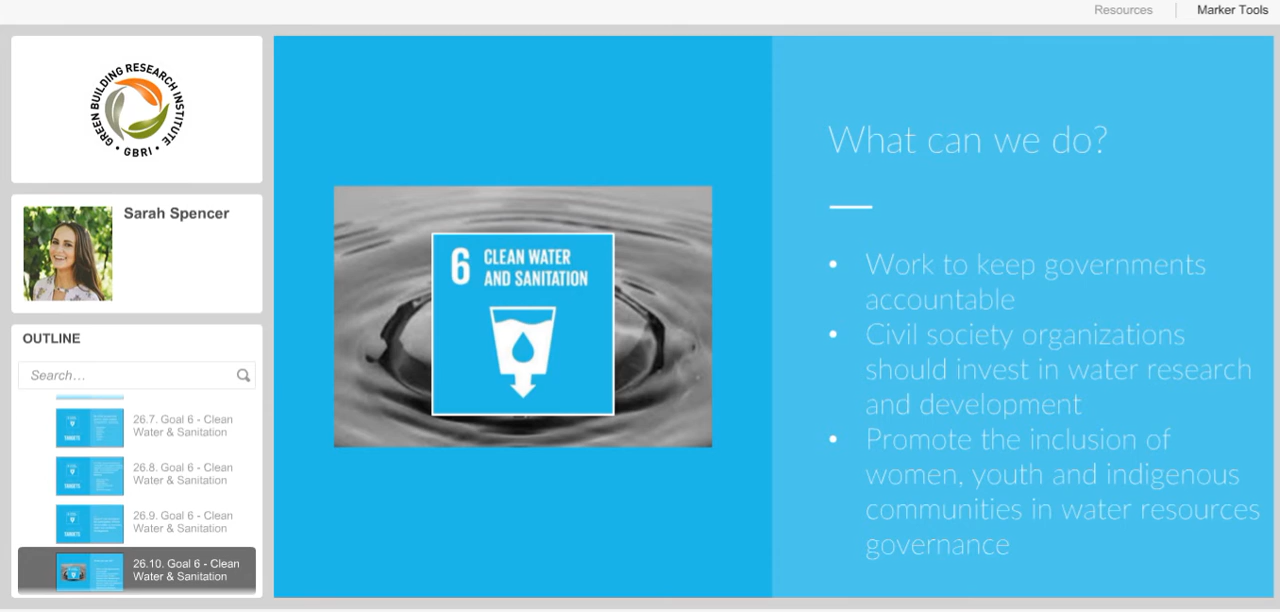 Resources
Marker Tools
GREEN BUILDING RESEARCH INSTITUTE
• GBRI •
Sarah Spencer
OUTLINE
Search...
26.7. Goal 6 - Clean
Water & Sanitation
26.8. Goal 6 - Clean
Water & Sanitation
26.9. Goal 6 - Clean
Water & Sanitation
26.10. Goal 6 - Clean
Water & Sanitation
6 CLEAN WATER
AND SANITATION
What can we do?
• Work to keep governments
accountable
• Civil society organizations
should invest in water research
and development
• Promote the inclusion of
women, youth and indigenous
communities in water resources
governance